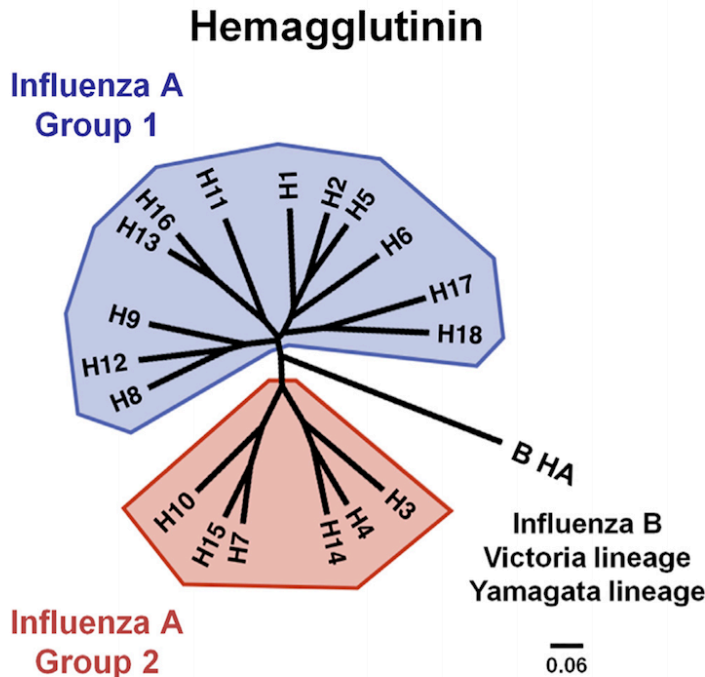 Hemagglutinin
Influenza A
Group 1
H11
H1
H2
H5
H16
H13
H6
H9
H17
H12
H18
H8
B HA
H10
H15
H7
H14
H4
H3
Influenza B
Victoria lineage
Yamagata lineage
Influenza A
Group 2
0.06